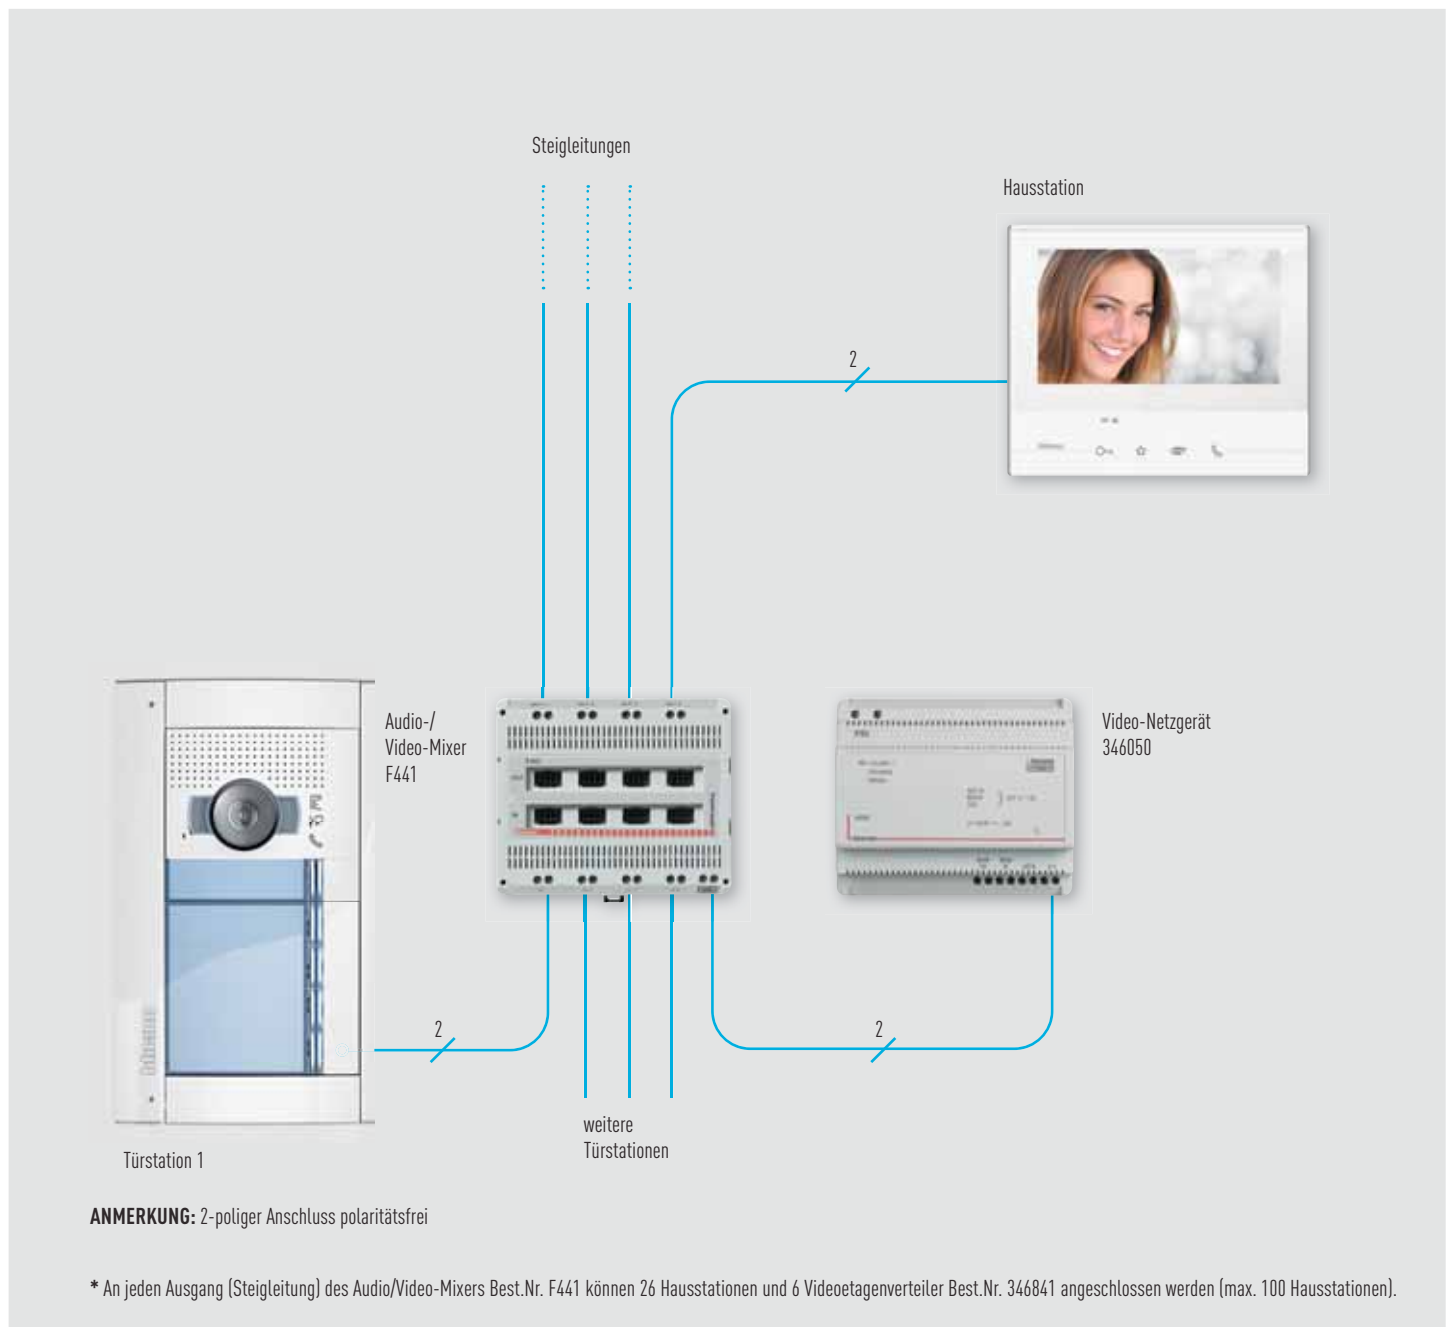 Steigleitungen
Hausstation
2
Audio-/
Video-Mixer
F441
Video-Netzgerät
346050
2
2
weitere
Türstationen
Türstation 1
ANMERKUNG: 2-poliger Anschluss polaritätsfrei
* An jeden Ausgang (Steigleitung) des Audio/Video-Mixers Best.Nr. F441 können 26 Hausstationen und 6 Videoetagenverteiler Best.Nr. 346841 angeschlossen werden (max. 100 Hausstationen).